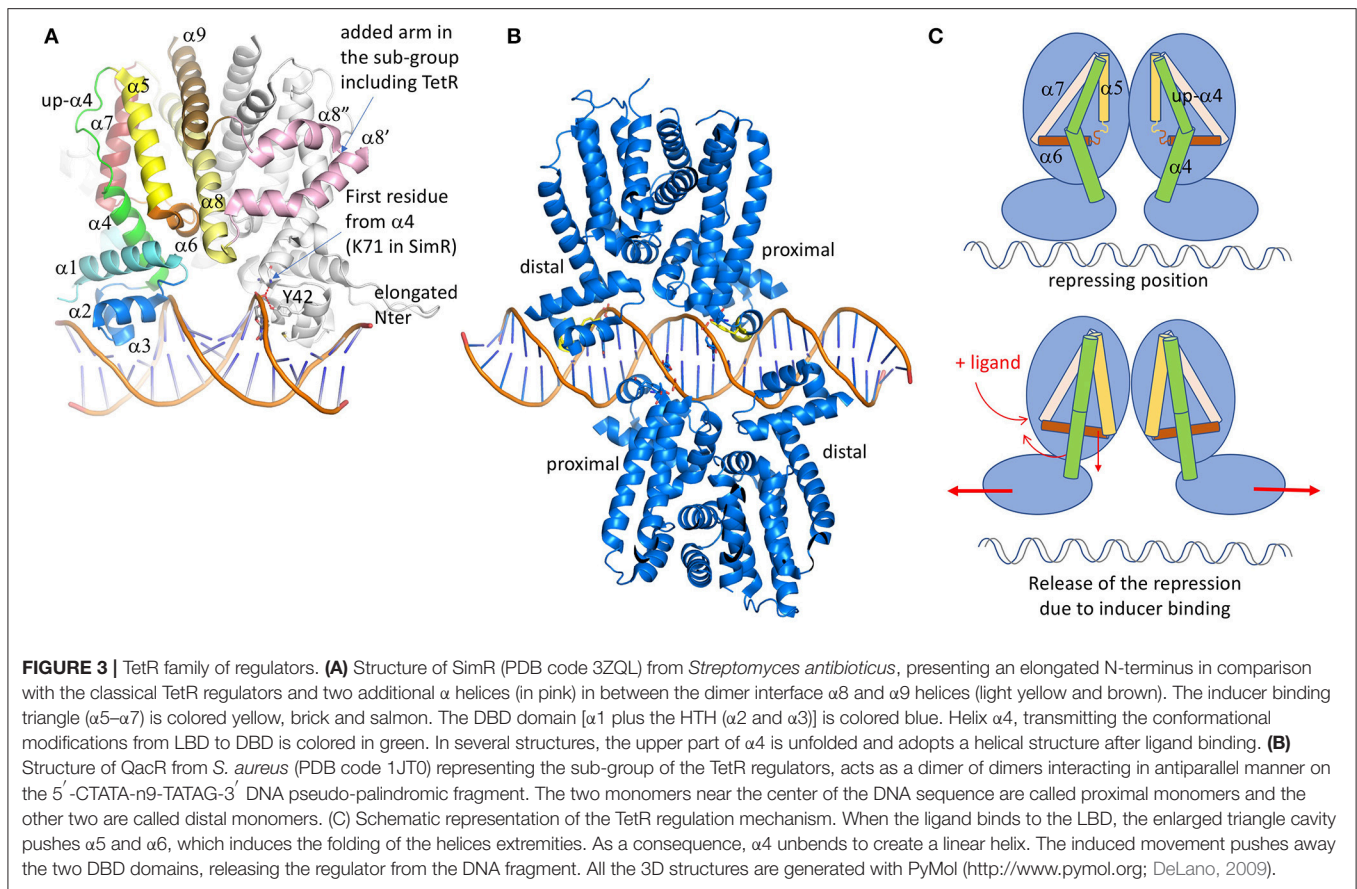 A
α9
added arm in
the sub-group
including TetR
up-α4
α5
α7
α8″
α8′
α4
α8
α6
First residue
from α4
(K71 in SimR)
α1
α2
α3
Y42
elongated
Nter
B
distal
proximal
proximal
distal
C
α7
α5
up-α4
α6
α4
repressing position
+ ligand
Release of the repression
due to inducer binding
FIGURE 3 | TetR family of regulators. (A) Structure of SimR (PDB code 3ZQL) from Streptomyces antibioticus, presenting an elongated N-terminus in comparison
with the classical TetR regulators and two additional α helices (in pink) in between the dimer interface α8 and α9 helices (light yellow and brown). The inducer binding
triangle (α5–α7) is colored yellow, brick and salmon. The DBD domain [α1 plus the HTH (α2 and α3)] is colored blue. Helix α4, transmitting the conformational
modifications from LBD to DBD is colored in green. In several structures, the upper part of α4 is unfolded and adopts a helical structure after ligand binding. (B)
Structure of QacR from S. aureus (PDB code 1JT0) representing the sub-group of the TetR regulators, acts as a dimer of dimers interacting in antiparallel manner on
the 5′-CTATA-n9-TATAG-3′ DNA pseudo-palindromic fragment. The two monomers near the center of the DNA sequence are called proximal monomers and the
other two are called distal monomers. (C) Schematic representation of the TetR regulation mechanism. When the ligand binds to the LBD, the enlarged triangle cavity
pushes α5 and α6, which induces the folding of the helices extremities. As a consequence, α4 unbends to create a linear helix. The induced movement pushes away
the two DBD domains, releasing the regulator from the DNA fragment. All the 3D structures are generated with PyMol (http://www.pymol.org; DeLano, 2009).